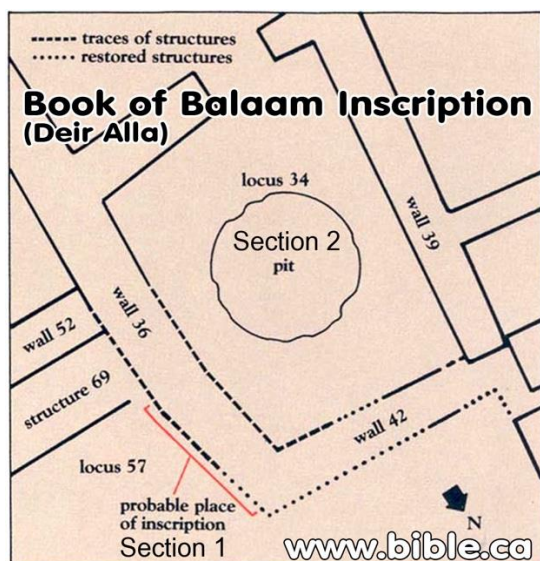 traces of structures
restored structures
Book of Balaam Inscription
(Deir Alla)
locus 34
Section 2
pit
wall 39
wall 36
wall 52
structure 69
wall 42
locus 57
probable place
of inscription
Section 1
N
www.bible.ca